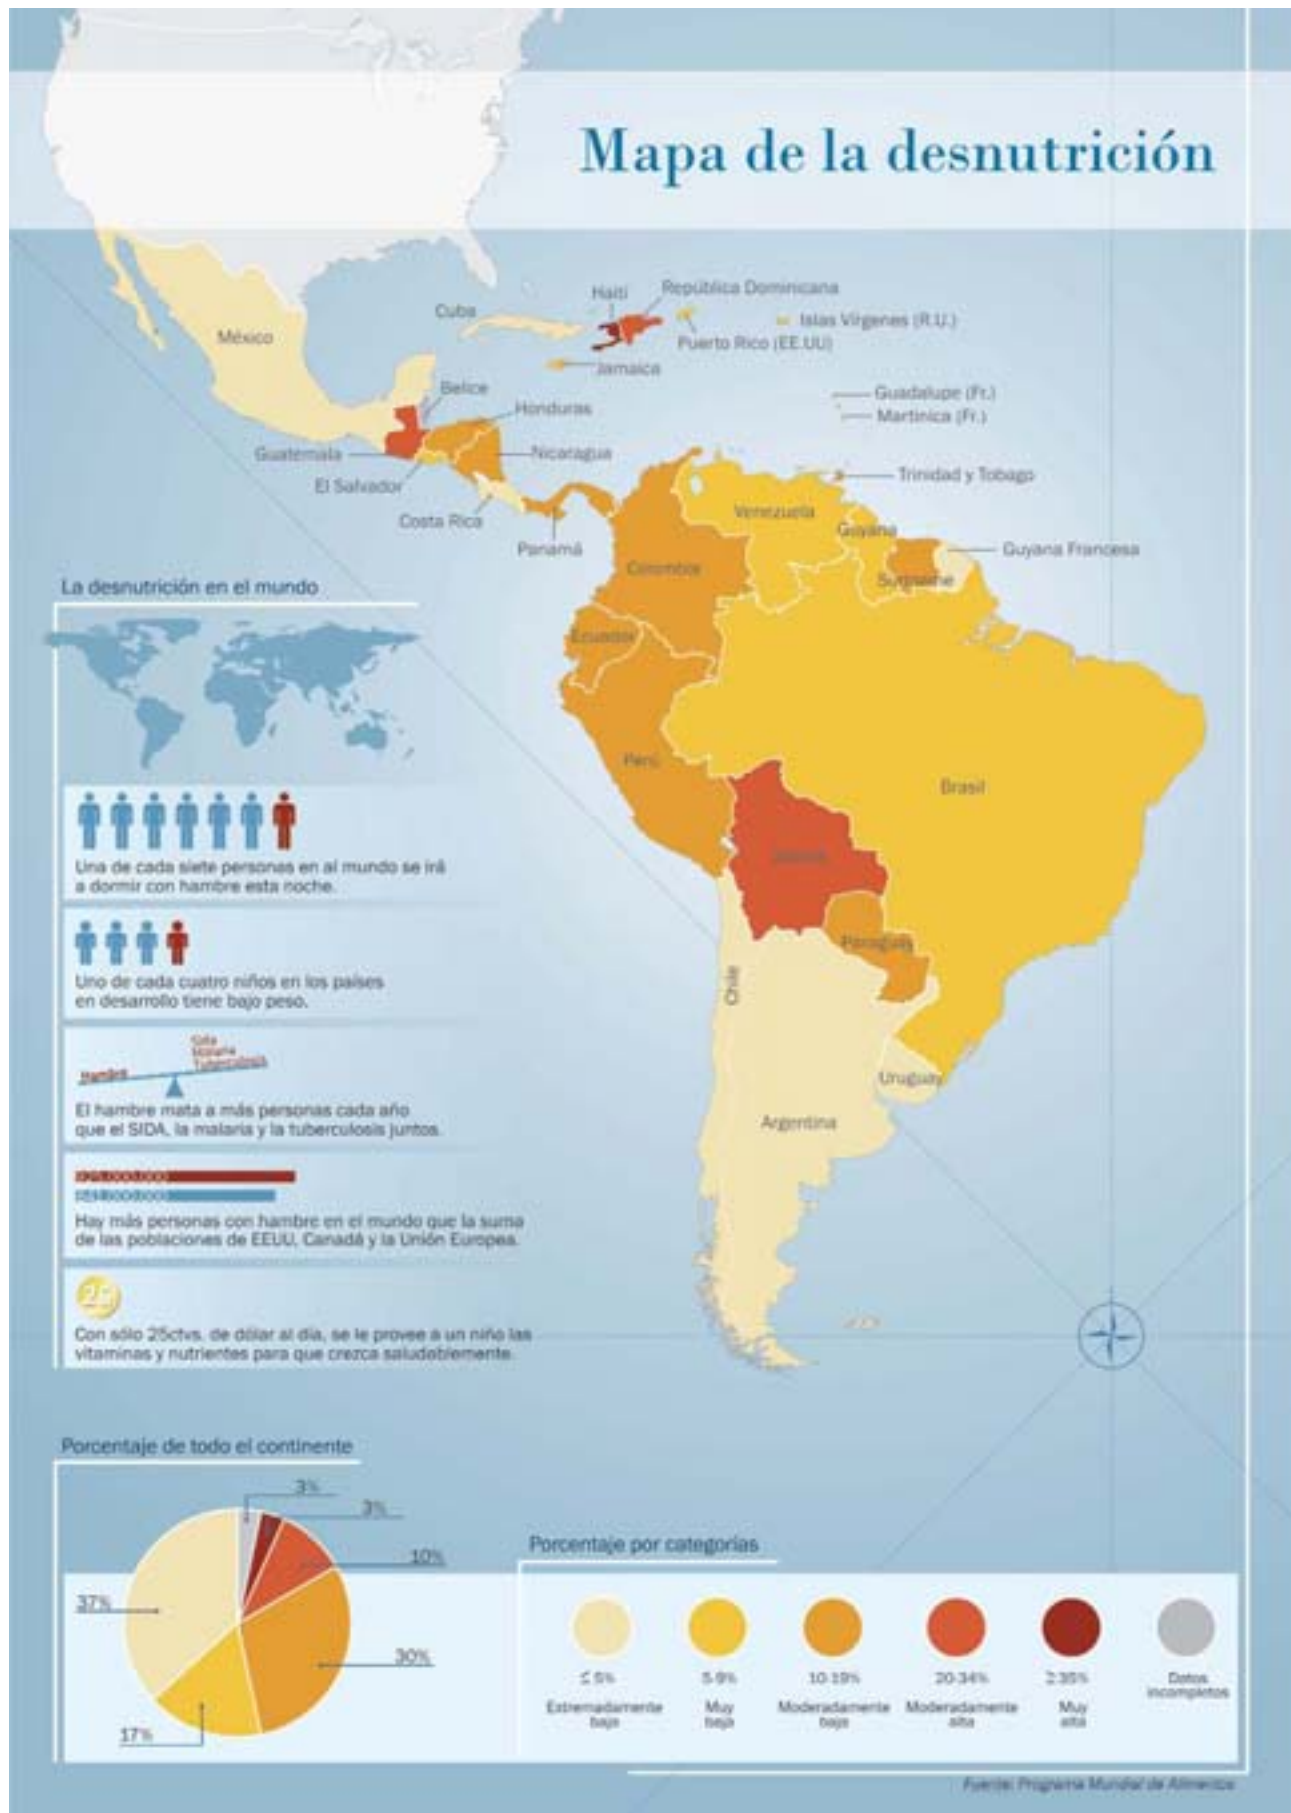 Mapa de la desnutrición
Haití
República Dominicana
Cuba
Islas Vírgenes (R.U.)
México
Puerto Rico (EE.UU)
Jamaica
Belice
Guadalupe (Fr.)
Honduras
Martinica (Fr.)
Guatemala
Nicaragua
El Salvador
Trinidad y Tobago
Costa Rica
Venezuela
Guyana
Panamá
Guyana Francesa
Colombia
Suriname
La desnutrición en el mundo
Ecuador
Perú
Brasil
Bolivia
Una de cada siete personas en al mundo se irá
a dormir con hambre esta noche.
Paraguay
Uno de cada cuatro niños en los países
en desarrollo tiene bajo peso.
Chile
Sida
Malaria
Tuberculosis
Hambre
Uruguay
El hambre mata a más personas cada año
que el SIDA, la malaria y la tuberculosis juntos.
Argentina
925.000.000
Hay más personas con hambre en el mundo que la suma
de las poblaciones de EEUU, Canadá y la Unión Europea.
25
Con sólo 25ctvs. de dólar al día, se le provee a un niño las
vitaminas y nutrientes para que crezca saludablemente.
Porcentaje de todo el continente
3%
3%
10%
37%
30%
17%
Porcentaje por categorías
≤ 5%
5-9%
10-19%
20-34%
≥ 35%
Datos
incompletos
Extremadamente
baja
Muy
baja
Moderadamente
baja
Moderadamente
alta
Muy
alta
Fuente: Programa Mundial de Alimentos